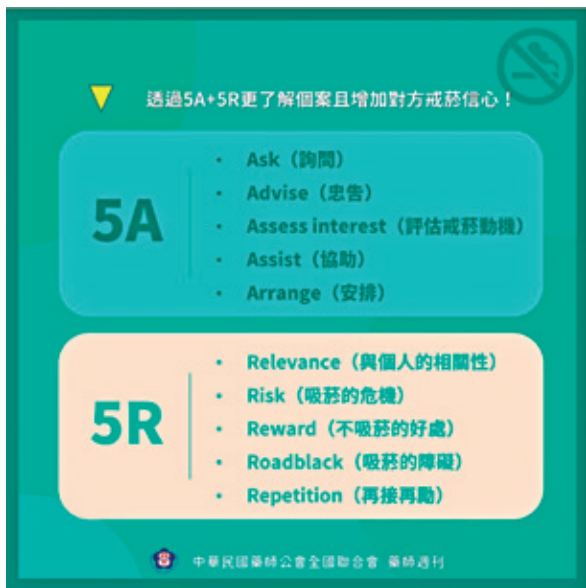 透過5A+5R更了解個案且增加對方戒菸信心！
5A
• Ask（詢問）
• Advise（忠告）
• Assess interest（評估戒菸動機）
• Assist（協助）
• Arrange（安排）
5R
• Relevance（與個人的相關性）
• Risk（吸菸的危機）
• Reward（不吸菸的好處）
• Roadblack（吸菸的障礙）
• Repetition（再接再勵）
中華民國藥師公會全國聯合會 藥師週刊